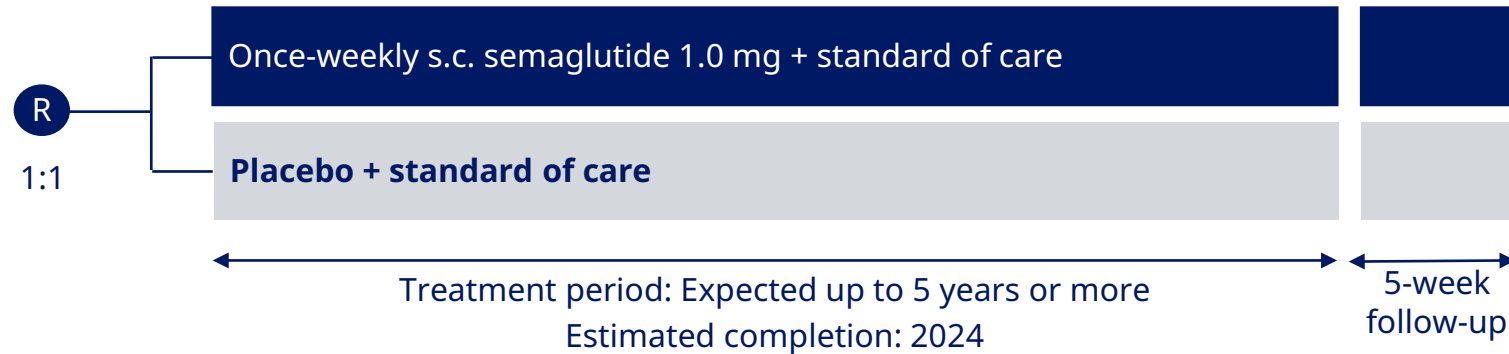 Once-weekly s.c. semaglutide 1.0 mg + standard of care
R
1:1
Placebo + standard of care
Treatment period: Expected up to 5 years or more
Estimated completion: 2024
5-week
follow-up